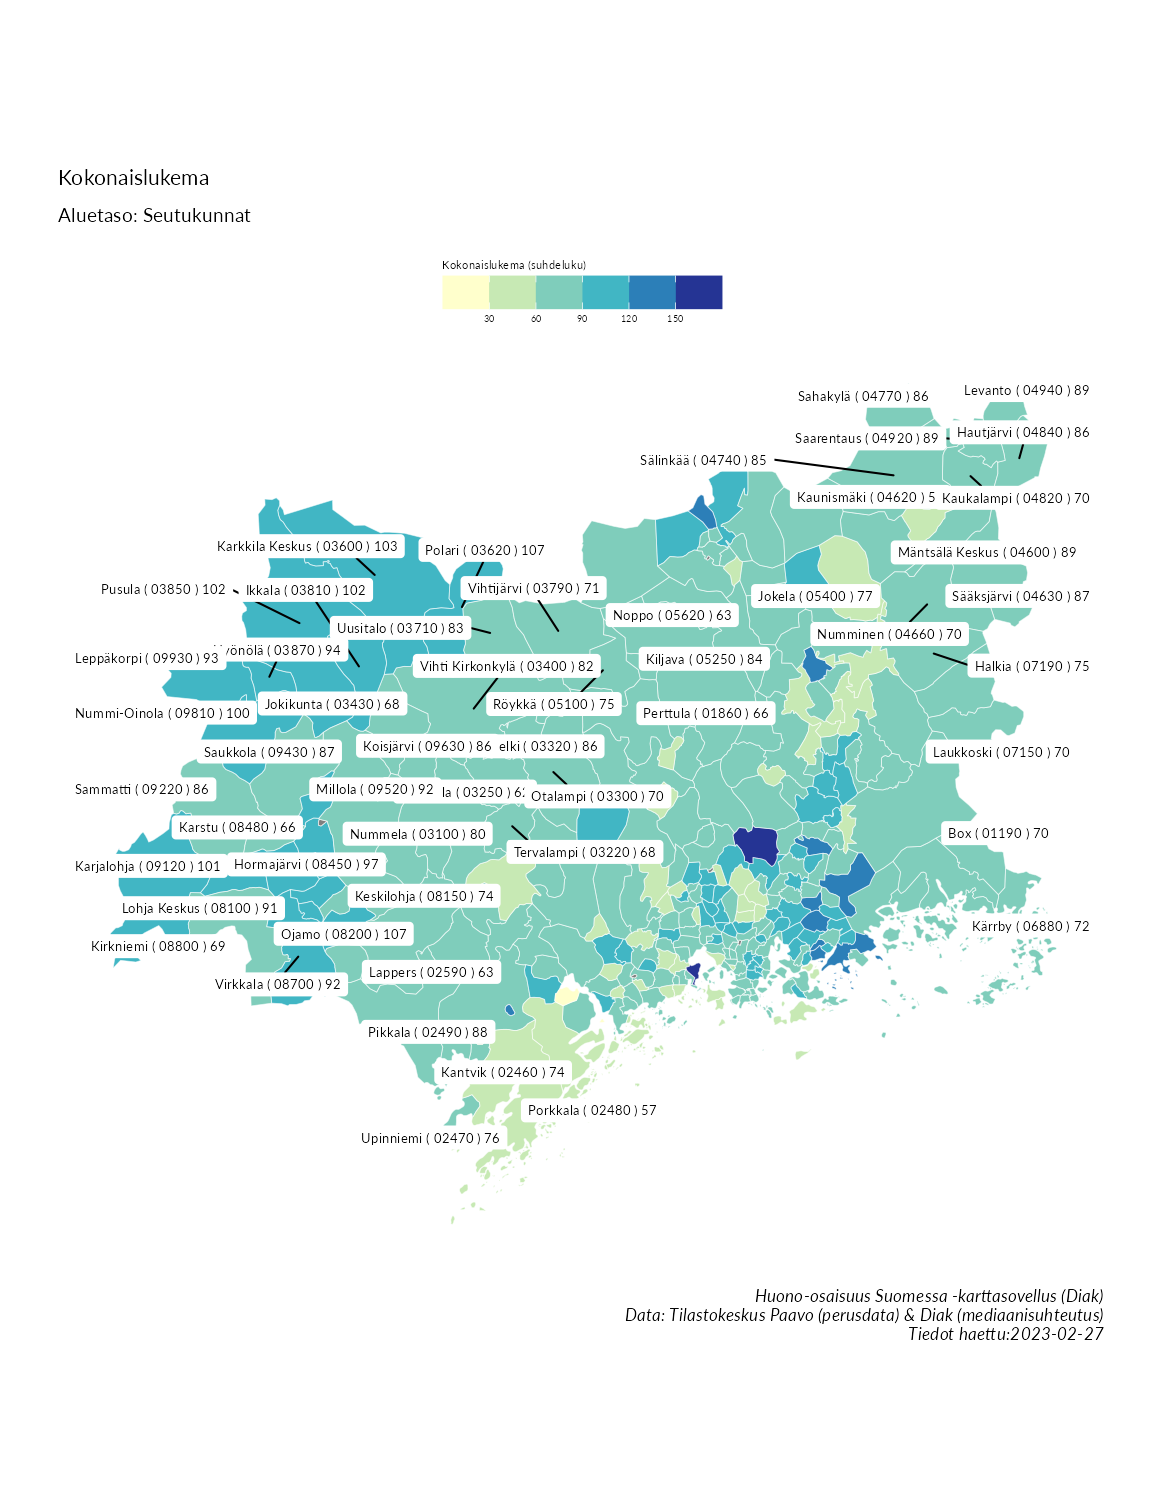 Kokonaislukema
Aluetaso: Seutukunnat
Kokonaislukema (suhdeluku)
30 60 90 120 150
Levanto ( 04940 ) 89
Sahakylä ( 04770 ) 86
Hautjärvi ( 04840 ) 86
Saarentaus ( 04920 ) 89
Sälinkää ( 04740 ) 85
Kaunismäki ( 04620 ) 5
Kaukalampi ( 04820 ) 70
Karkkila Keskus ( 03600 ) 103
Polari ( 03620 ) 107
Mäntsälä Keskus ( 04600 ) 89
Pusula ( 03850 ) 102
Ikkala ( 03810 ) 102
Vihtijärvi ( 03790 ) 71
Jokela ( 05400 ) 77
Sääksjärvi ( 04630 ) 87
Noppo ( 05620 ) 63
Uusitalo ( 03710 ) 83
Numminen ( 04660 ) 70
yönölä ( 03870 ) 94
Leppäkorpi ( 09930 ) 93
Vihti Kirkonkylä ( 03400 ) 82
Kiljava ( 05250 ) 84
Halkia ( 07190 ) 75
Jokikunta ( 03430 ) 68
Röykkä ( 05100 ) 75
Nummi-Oinola ( 09810 ) 100
Perttula ( 01860 ) 66
Saukkola ( 09430 ) 87
Koisjärvi ( 09630 ) 86
elki ( 03320 ) 86
Laukkoski ( 07150 ) 70
Sammatti ( 09220 ) 86
Millola ( 09520 ) 92
la ( 03250 ) 62
Otalampi ( 03300 ) 70
Karstu ( 08480 ) 66
Nummela ( 03100 ) 80
Box ( 01190 ) 70
Tervalampi ( 03220 ) 68
Karjalohja ( 09120 ) 101
Hormajärvi ( 08450 ) 97
Keskilohja ( 08150 ) 74
Lohja Keskus ( 08100 ) 91
Kärrby ( 06880 ) 72
Ojamo ( 08200 ) 107
Kirkniemi ( 08800 ) 69
Lappers ( 02590 ) 63
Virkkala ( 08700 ) 92
Pikkala ( 02490 ) 88
Kantvik ( 02460 ) 74
Porkkala ( 02480 ) 57
Upinniemi ( 02470 ) 76
Huono-osaisuus Suomessa -karttasovellus (Diak)
Data: Tilastokeskus Paavo (perusdata) & Diak (mediaanisuhteutus)
Tiedot haettu:2023-02-27